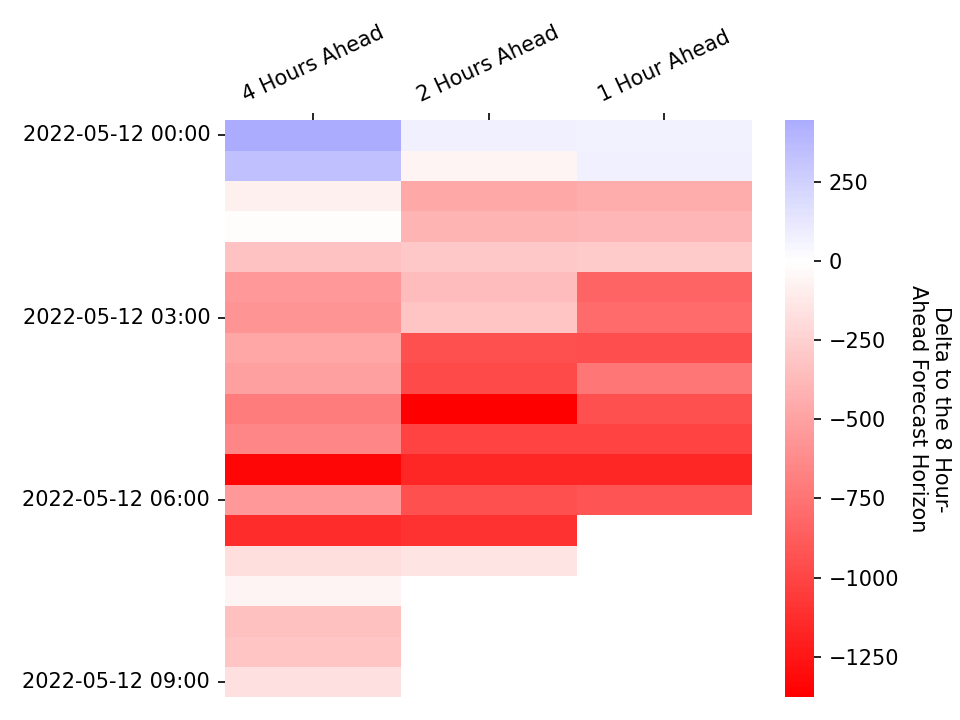 4 Hours Ahead
2 Hours Ahead
1 Hour Ahead
2022-05-12 00:00
2022-05-12 03:00
2022-05-12 06:00
2022-05-12 09:00
250
0
−250
−500
−750
−1000
−1250
Delta to the 8 Hour-
Ahead Forecast Horizon